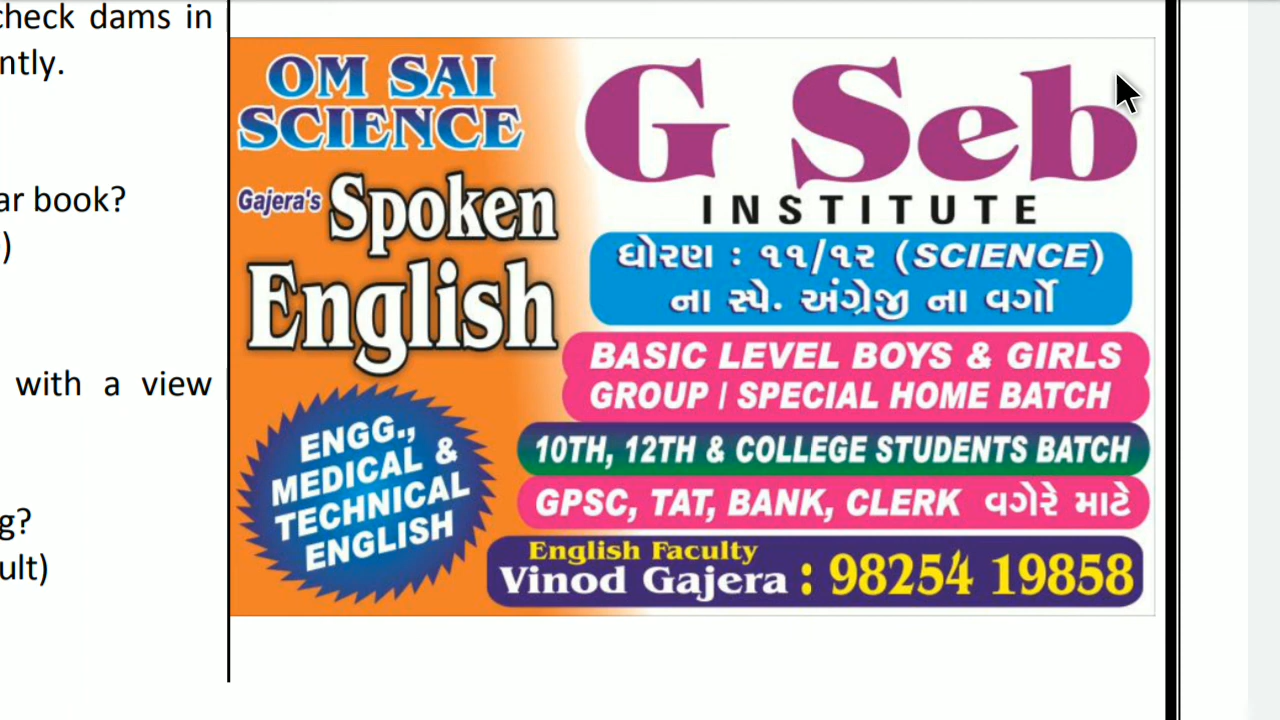 check dams in
ntly.
ar book?
)
with a view
g?
ult)
OM SAI
SCIENCE
Gajera's Spoken
English
ENGG.,
MEDICAL &
TECHNICAL
ENGLISH
G Seb
INSTITUTE
ધોરણ : ૧૧/૧૨ (SCIENCE)
ના સ્પે. અંગ્રેજી ના વર્ગો
BASIC LEVEL BOYS & GIRLS
GROUP / SPECIAL HOME BATCH
10TH, 12TH & COLLEGE STUDENTS BATCH
GPSC, TAT, BANK, CLERK વગેરે માટે
English Faculty
Vinod Gajera : 98254 19858